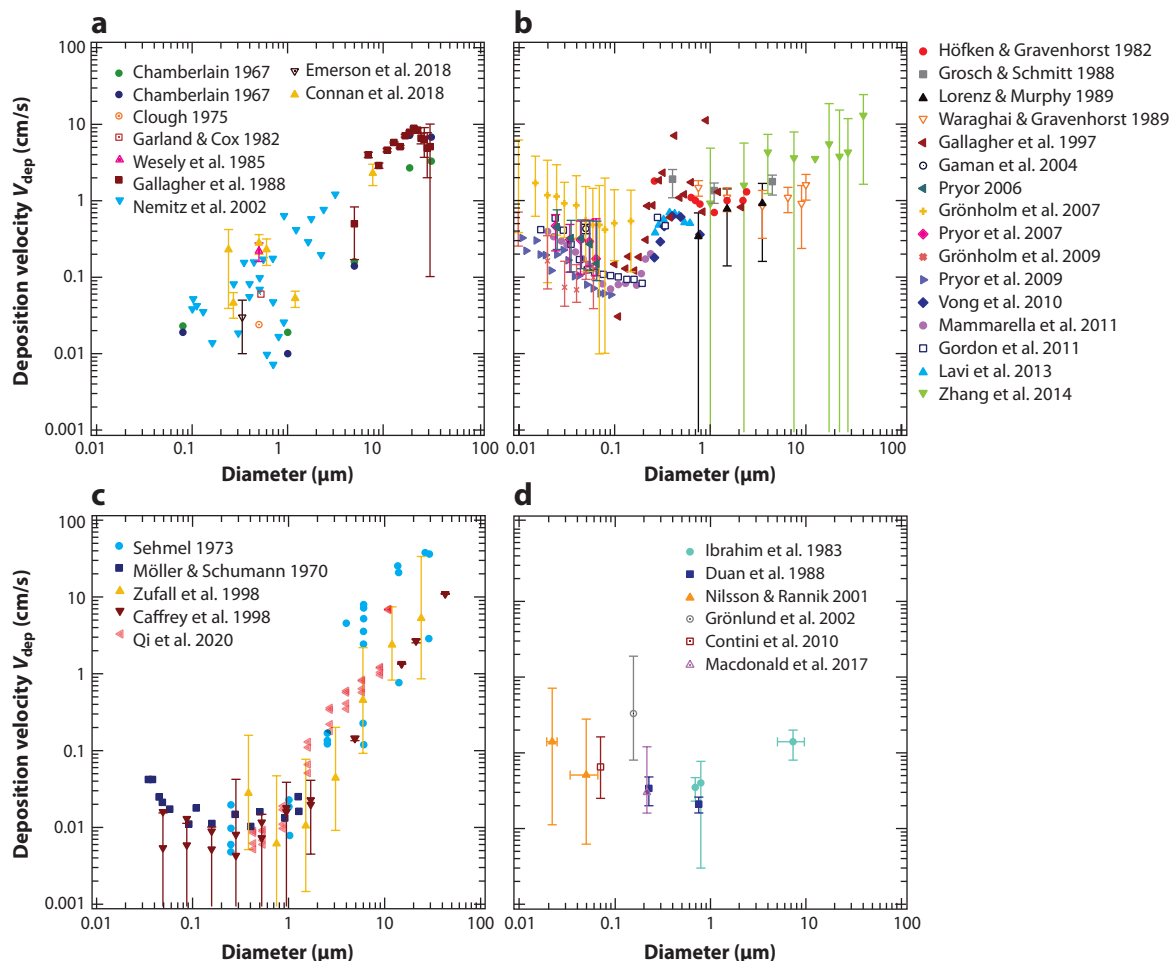 a
100
10
1
0.1
0.01
0.001
Deposition velocity Vdep (cm/s)
Chamberlain 1967
Chamberlain 1967
Clough 1975
Garland & Cox 1982
Wesely et al. 1985
Gallagher et al. 1988
Nemitz et al. 2002
Emerson et al. 2018
Connan et al. 2018
0.01 0.1 1 10 100
Diameter (µm)
b
0.01 0.1 1 10 100
Diameter (µm)
Höfken & Gravenhorst 1982
Grosch & Schmitt 1988
Lorenz & Murphy 1989
Waraghai & Gravenhorst 1989
Gallagher et al. 1997
Gaman et al. 2004
Pryor 2006
Grönholm et al. 2007
Pryor et al. 2007
Grönholm et al. 2009
Pryor et al. 2009
Vong et al. 2010
Mammarella et al. 2011
Gordon et al. 2011
Lavi et al. 2013
Zhang et al. 2014
c
100
10
1
0.1
0.01
0.001
Deposition velocity Vdep (cm/s)
Sehmel 1973
Möller & Schumann 1970
Zufall et al. 1998
Caffrey et al. 1998
Qi et al. 2020
0.01 0.1 1 10 100
Diameter (µm)
d
Ibrahim et al. 1983
Duan et al. 1988
Nilsson & Rannik 2001
Grönlund et al. 2002
Contini et al. 2010
Macdonald et al. 2017
0.01 0.1 1 10 100
Diameter (µm)